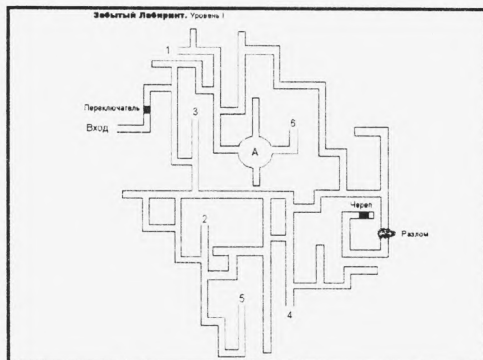 Забытый Лабиринт. Уровень I
1
Переключатель
3
6
Вход
A
Череп
2
Разлом
5
4